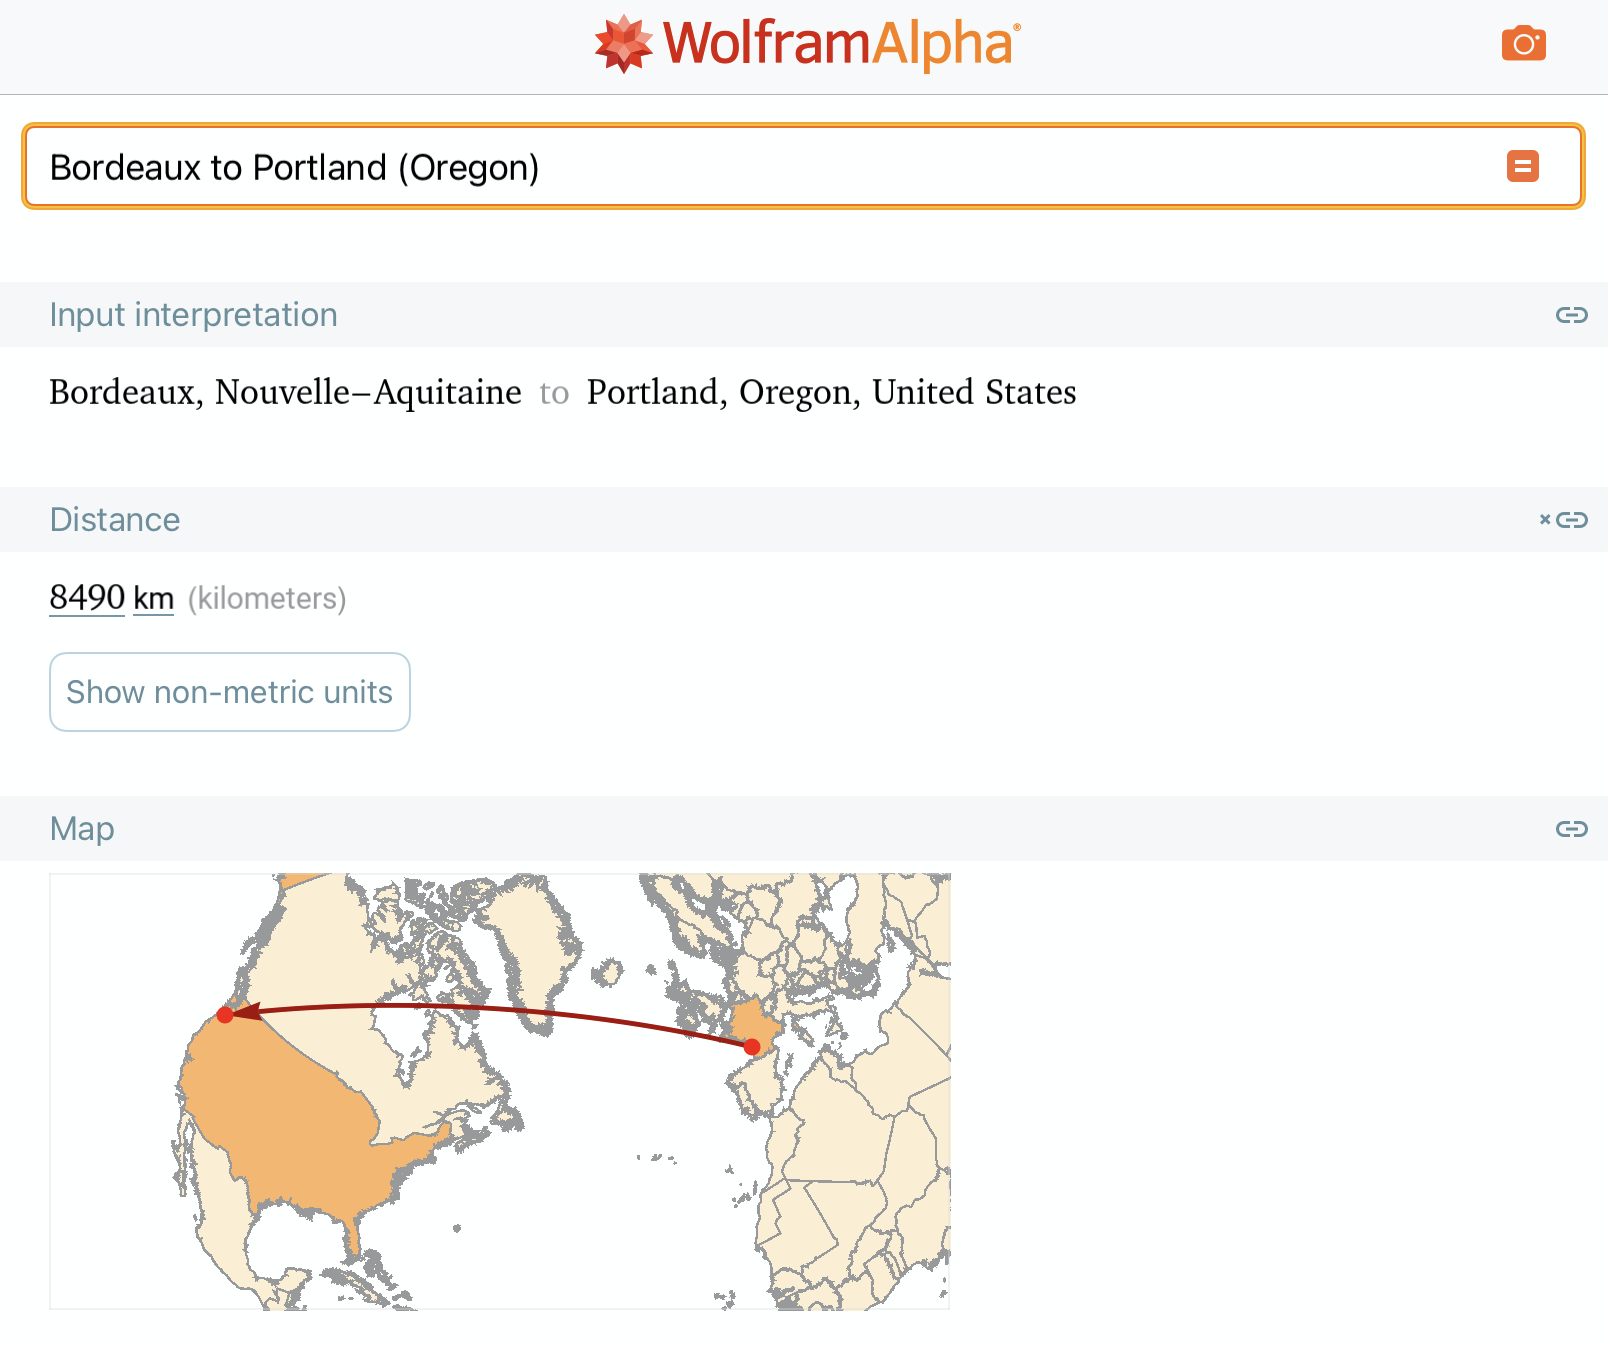 WolframAlpha®
Bordeaux to Portland (Oregon)
Input interpretation
Bordeaux, Nouvelle–Aquitaine to Portland, Oregon, United States
Distance
8490 km (kilometers)
Show non-metric units
Map